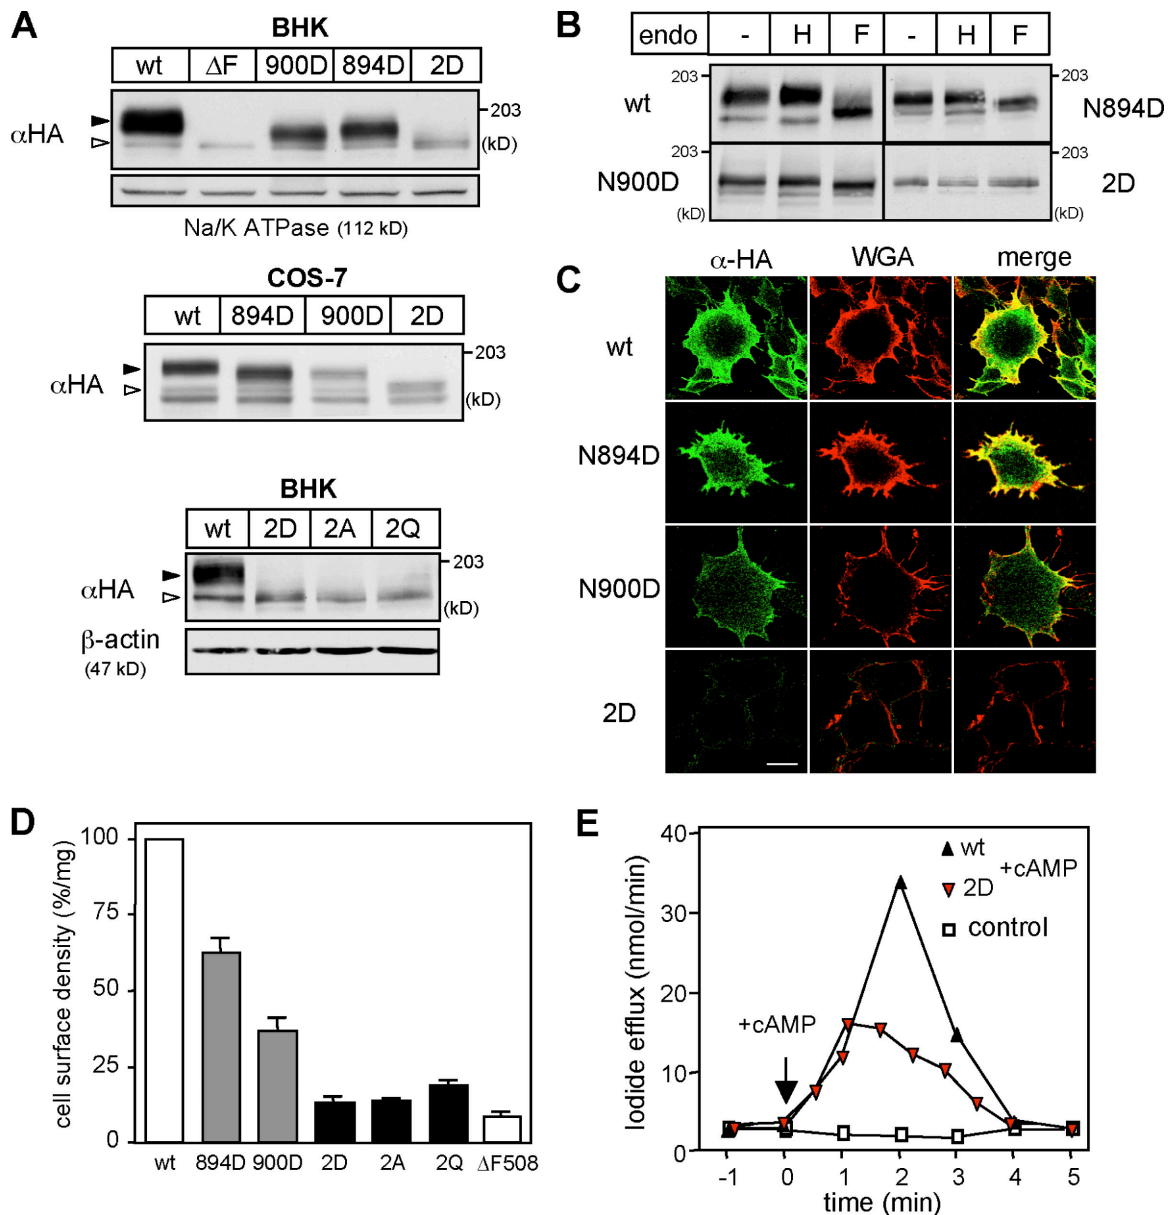 A
BHK
wt ΔF 900D 894D 2D
αHA
203
(kD)
Na/K ATPase (112 kD)
COS-7
wt 894D 900D 2D
αHA
203
(kD)
BHK
wt 2D 2A 2Q
αHA
203
(kD)
β-actin
(47 kD)
B
endo - H F - H F
wt
203
203
N894D
N900D
203
(kD)
203
(kD)
2D
C
α-HA WGA merge
wt
N894D
N900D
2D
D
cell surface density (%/mg)
100
75
50
25
0
wt 894D 900D 2D 2A 2Q ΔF508
E
Iodide efflux (nmol/min)
40
30
20
10
0
wt
+cAMP
2D
control
+cAMP
-1 0 1 2 3 4 5
time (min)